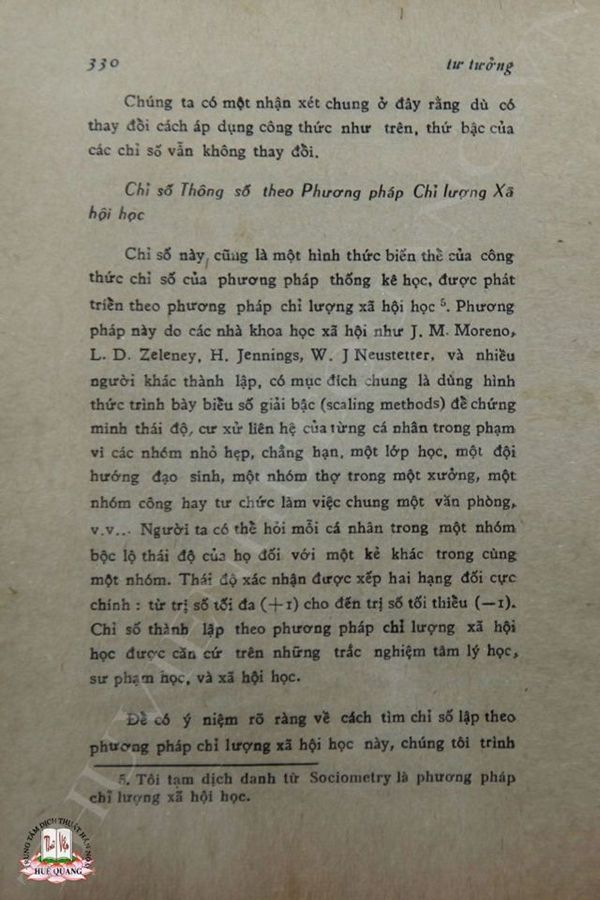 330 tư tưởng
Chúng ta có một nhận xét chung ở đây rằng dù có
thay đổi cách áp dụng công thức như trên, thứ bậc của
các chỉ số vẫn không thay đổi.
Chỉ số Thông số theo Phương pháp Chỉ lượng Xã
hội học
Chỉ số này, cũng là một hình thức biến thể của công
thức chỉ số của phương pháp thống kê học, được phát
triển theo phương pháp chỉ lượng xã hội học 5. Phương
pháp này do các nhà khoa học xã hội như J. M. Moreno,
L. D. Zeleney, H. Jennings, W. J Neustetter, và nhiều
người khác thành lập, có mục đích chung là dùng hình
thức trình bày biểu số giải bậc (scaling methods) để chứng
minh thái độ, cư xử liên hệ của từng cá nhân trong phạm
vi các nhóm nhỏ hẹp, chẳng hạn, một lớp học, một đội
hướng đạo sinh, một nhóm thợ trong một xưởng, một
nhóm công hay tư chức làm việc chung một văn phòng,
v.v... Người ta có thể hỏi mỗi cá nhân trong một nhóm
bộc lộ thái độ của họ đối với một kẻ khác trong cùng
một nhóm. Thái độ xác nhận được xếp hai hạng đối cực
chính : từ trị số tối đa (+1) cho đến trị số tối thiểu (—1).
Chỉ số thành lập theo phương pháp chỉ lượng xã hội
học được căn cứ trên những trắc nghiệm tâm lý học,
sư phạm học, và xã hội học.
Để có ý niệm rõ ràng về cách tìm chỉ số lập theo
phương pháp chỉ lượng xã hội học này, chúng tôi trình
5. Tôi tạm dịch danh từ Sociometry là phương pháp
chỉ lượng xã hội học.
TRUNG TÂM DỊCH THUẬT HÁN NÔM
HUỆ QUANG